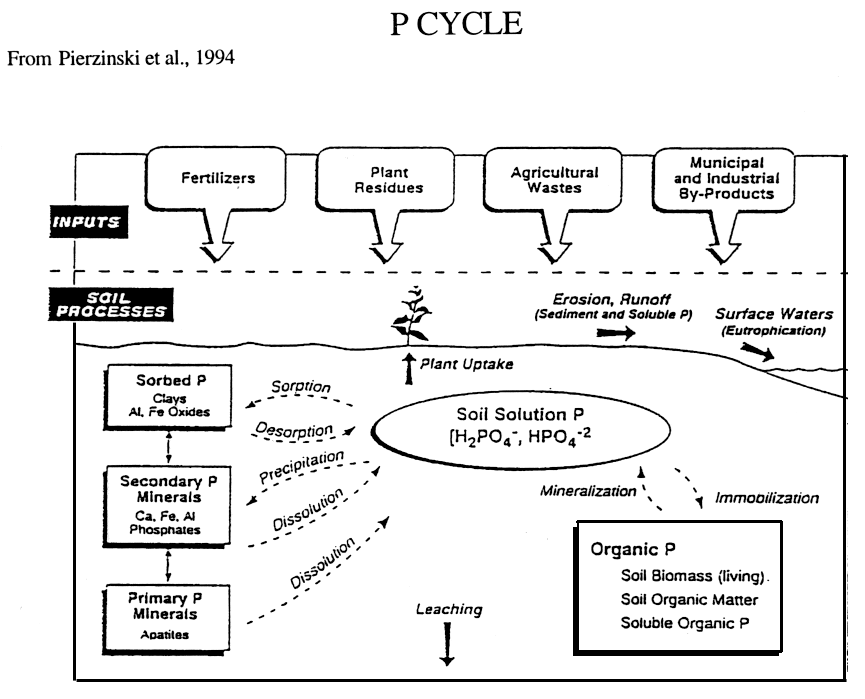 P CYCLE
From Pierzinski et al., 1994
Fertilizers
Plant
Residues
Agricultural
Wastes
Municipal
and Industrial
By-Products
INPUTS
SOIL
PROCESSES
Erosion, Runoff
(Sediment and Soluble P)
Surface Waters
(Eutrophication)
Plant Uptake
Sorbed P
Clays
Al, Fe Oxides
Sorption
Desorption
Soil Solution P
[H₂PO₄⁻, HPO₄⁻²
Secondary P
Minerals
Ca, Fe, Al
Phosphates
Precipitation
Dissolution
Mineralization
Immobilization
Dissolution
Primary P
Minerals
Apatites
Leaching
Organic P
Soil Biomass (living).
Soil Organic Matter
Soluble Organic P